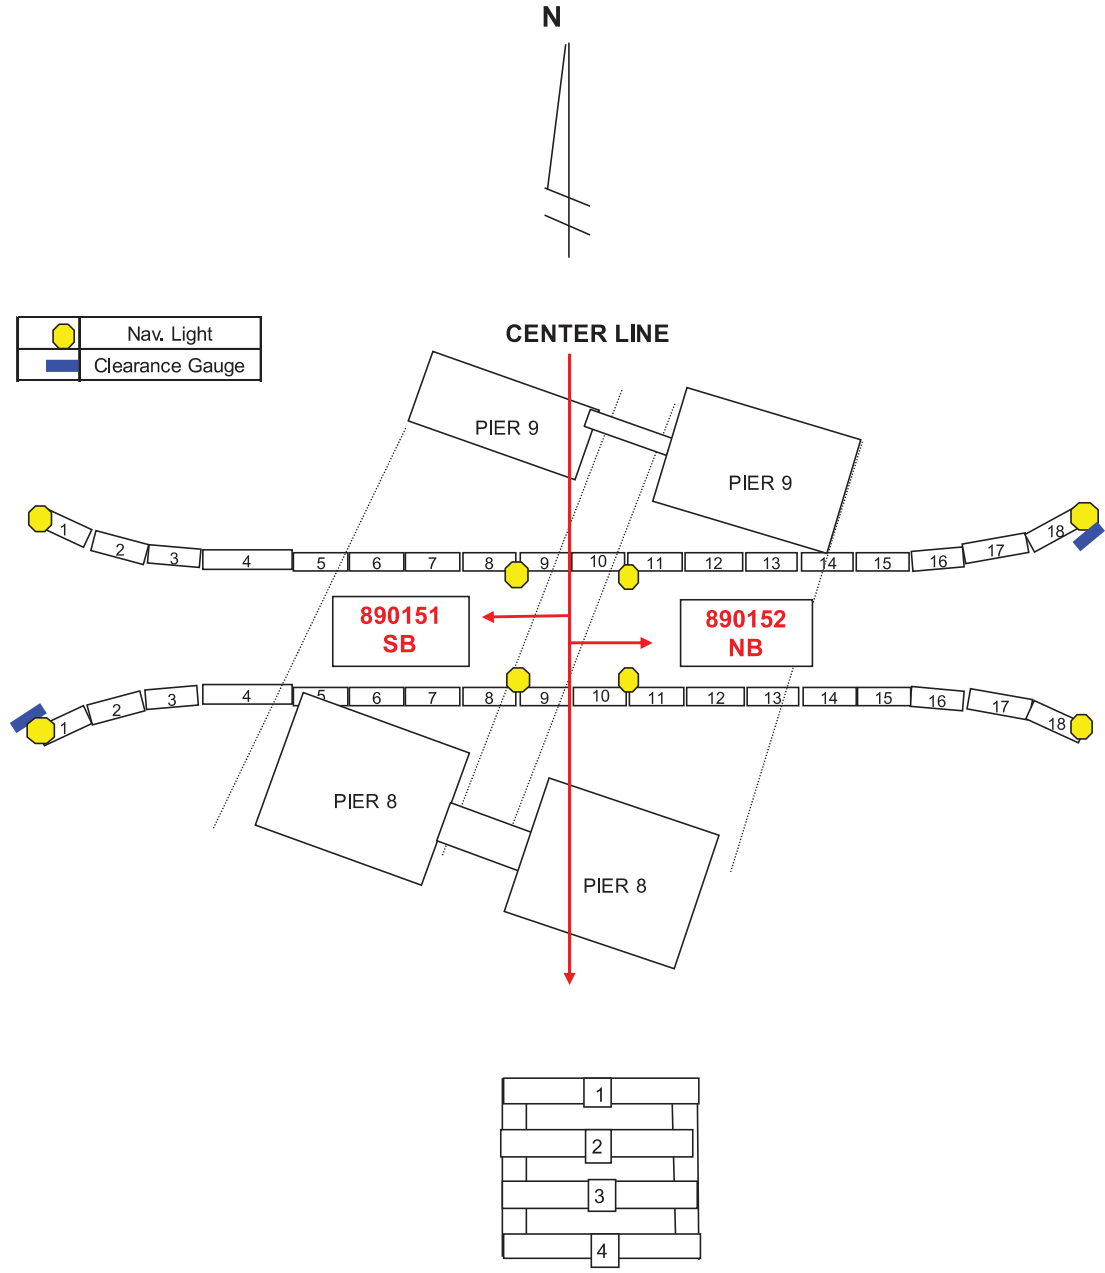 N
Nav. Light
Clearance Gauge
CENTER LINE
PIER 9
PIER 9
1 2 3 4 5 6 7 8 9 10 11 12 13 14 15 16 17 18
890151
SB
890152
NB
1 2 3 4 5 6 7 8 9 10 11 12 13 14 15 16 17 18
PIER 8
PIER 8
1
2
3
4